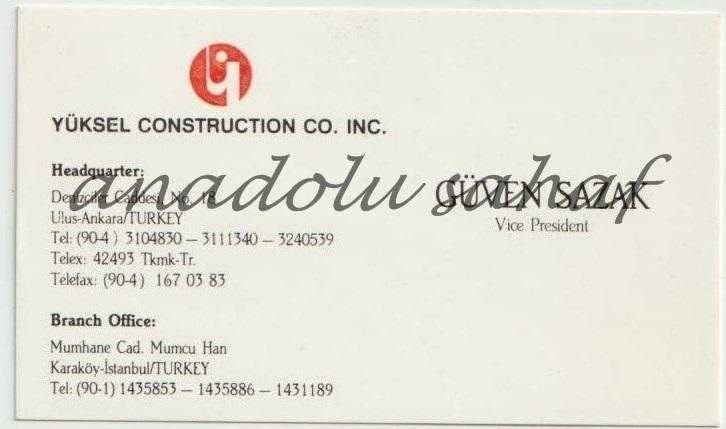 YÜKSEL CONSTRUCTION CO. INC.
Headquarter:
Denizciler Caddesi, No. 18
Ulus-Ankara/TURKEY
Tel: (90-4) 3104830 – 3111340 – 3240539
Telex: 42493 Tkmk-Tr.
Telefax: (90-4) 167 03 83
Branch Office:
Mumhane Cad. Mumcu Han
Karaköy-İstanbul/TURKEY
Tel: (90-1) 1435853 – 1435886 – 1431189
GÜVEN SAZAK
Vice President
anadolu sahaf